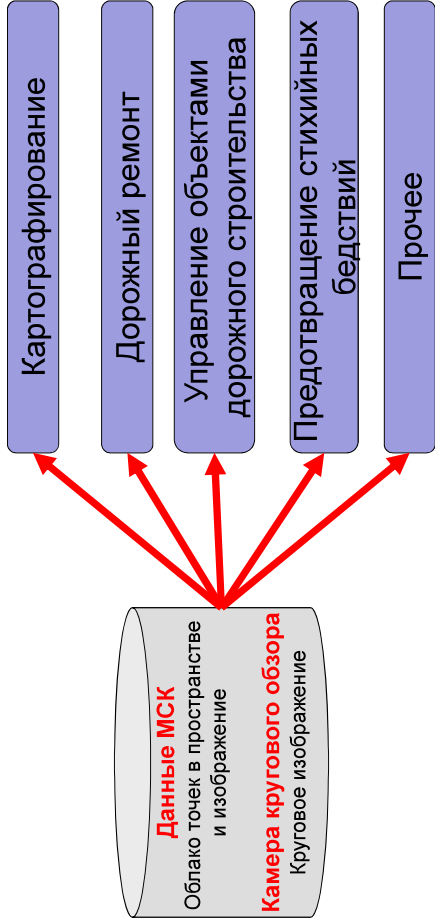 Картографирование
Дорожный ремонт
Управление объектами
дорожного строительства
Предотвращение стихийных
бедствий
Прочее
Данные МСК
Облако точек в пространстве
и изображение
Камера кругового обзора
Круговое изображение